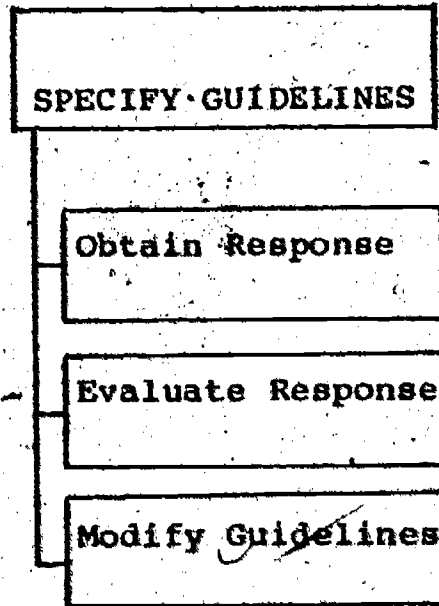 SPECIFY GUIDELINES
Obtain Response
Evaluate Response
Modify Guidelines